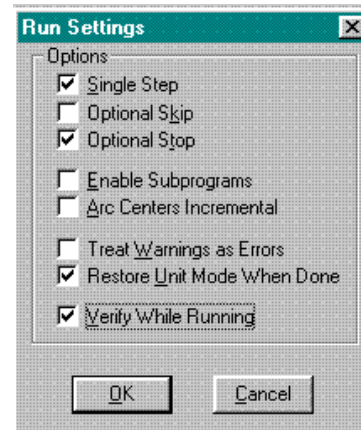 Run Settings
Options
Single Step
Optional Skip
Optional Stop
Enable Subprograms
Arc Centers Incremental
Treat Warnings as Errors
Restore Unit Mode When Done
Verify While Running
OK
Cancel